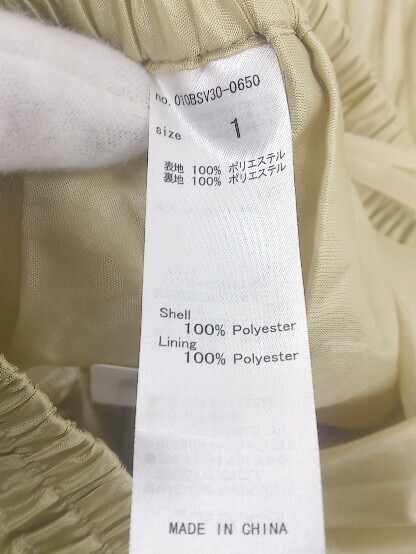 no. 010BSV30-0650
size 1
表地 100% ポリエステル
裏地 100% ポリエステル
Shell
100% Polyester
Lining
100% Polyester
MADE IN CHINA